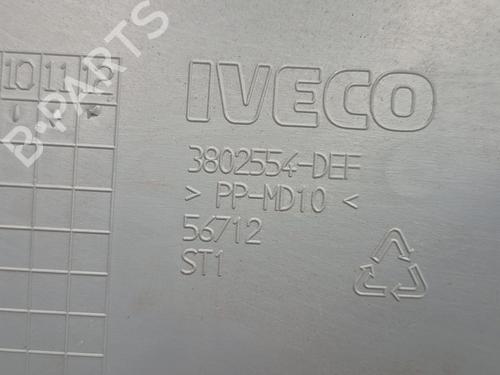 B-PARTS
10 11 12
IVECO
3802554-DEF
> PP-MD10 <
56712
ST1